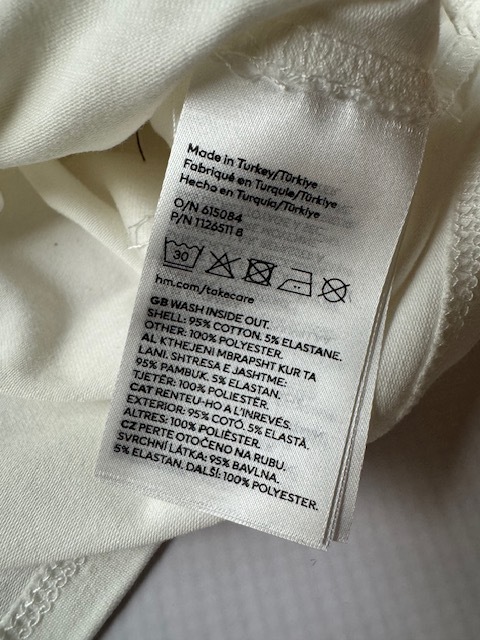 Made in Turkey/Türkiye
Fabriqué en Turquie/Türkiye
Hecho en Turquía/Türkiye
O/N 615084
P/N 1126511 8
30
hm.com/takecare
GB WASH INSIDE OUT.
SHELL: 95% COTTON. 5% ELASTANE.
OTHER: 100% POLYESTER.
AL KTHEJENI MBRAPSHT KUR TA
LANI. SHTRESA E JASHTME:
95% PAMBUK. 5% ELASTAN.
TJETËR: 100% POLIESTËR.
CAT RENTEU-HO A L'INREVÉS.
EXTERIOR: 95% COTÓ. 5% ELASTÀ.
ALTRES: 100% POLIÈSTER.
CZ PERTE OTOČENO NA RUBU.
SVRCHNÍ LÁTKA: 95% BAVLNA.
5% ELASTAN. DALŠÍ: 100% POLYESTER.